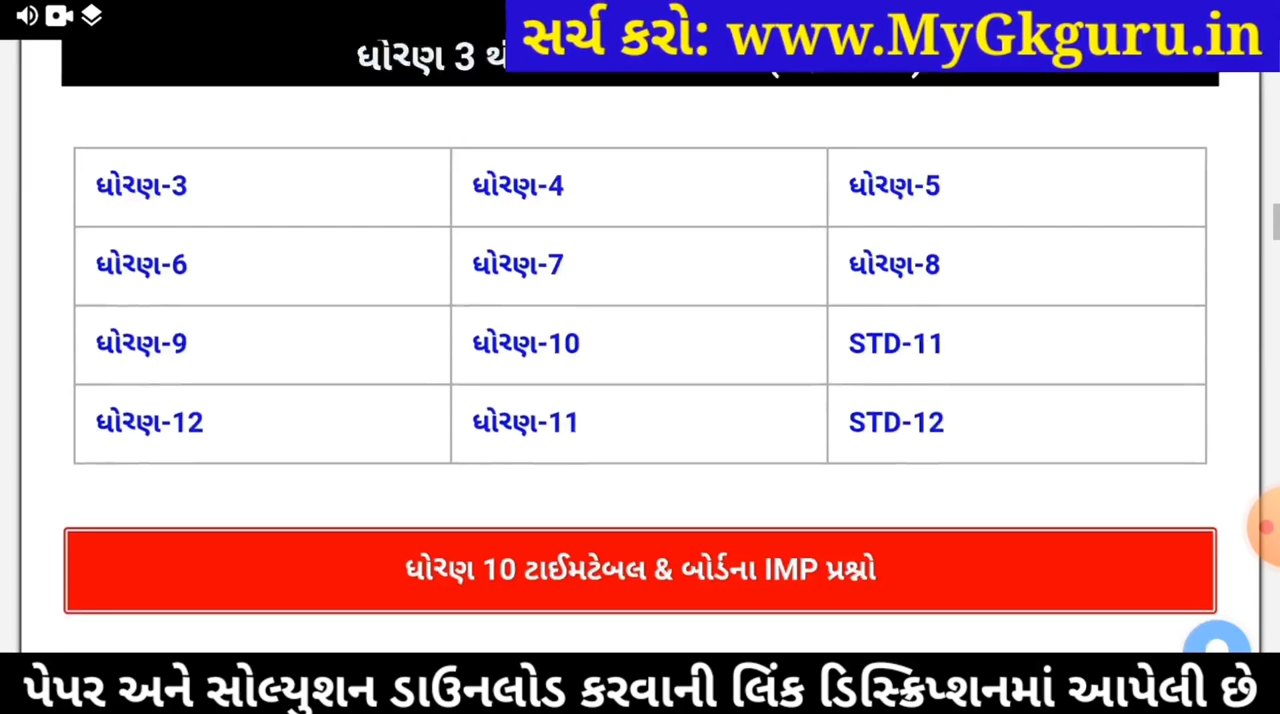 સર્ચ કરો: www.MyGkguru.in
ધોરણ 3 થી
ધોરણ-3 ધોરણ-4 ધોરણ-5
ધોરણ-6 ધોરણ-7 ધોરણ-8
ધોરણ-9 ધોરણ-10 STD-11
ધોરણ-12 ધોરણ-11 STD-12
ધોરણ 10 ટાઈમટેબલ & બોર્ડના IMP પ્રશ્નો
પેપર અને સોલ્યુશન ડાઉનલોડ કરવાની લિંક ડિસ્ક્રિપ્શનમાં આપેલી છે